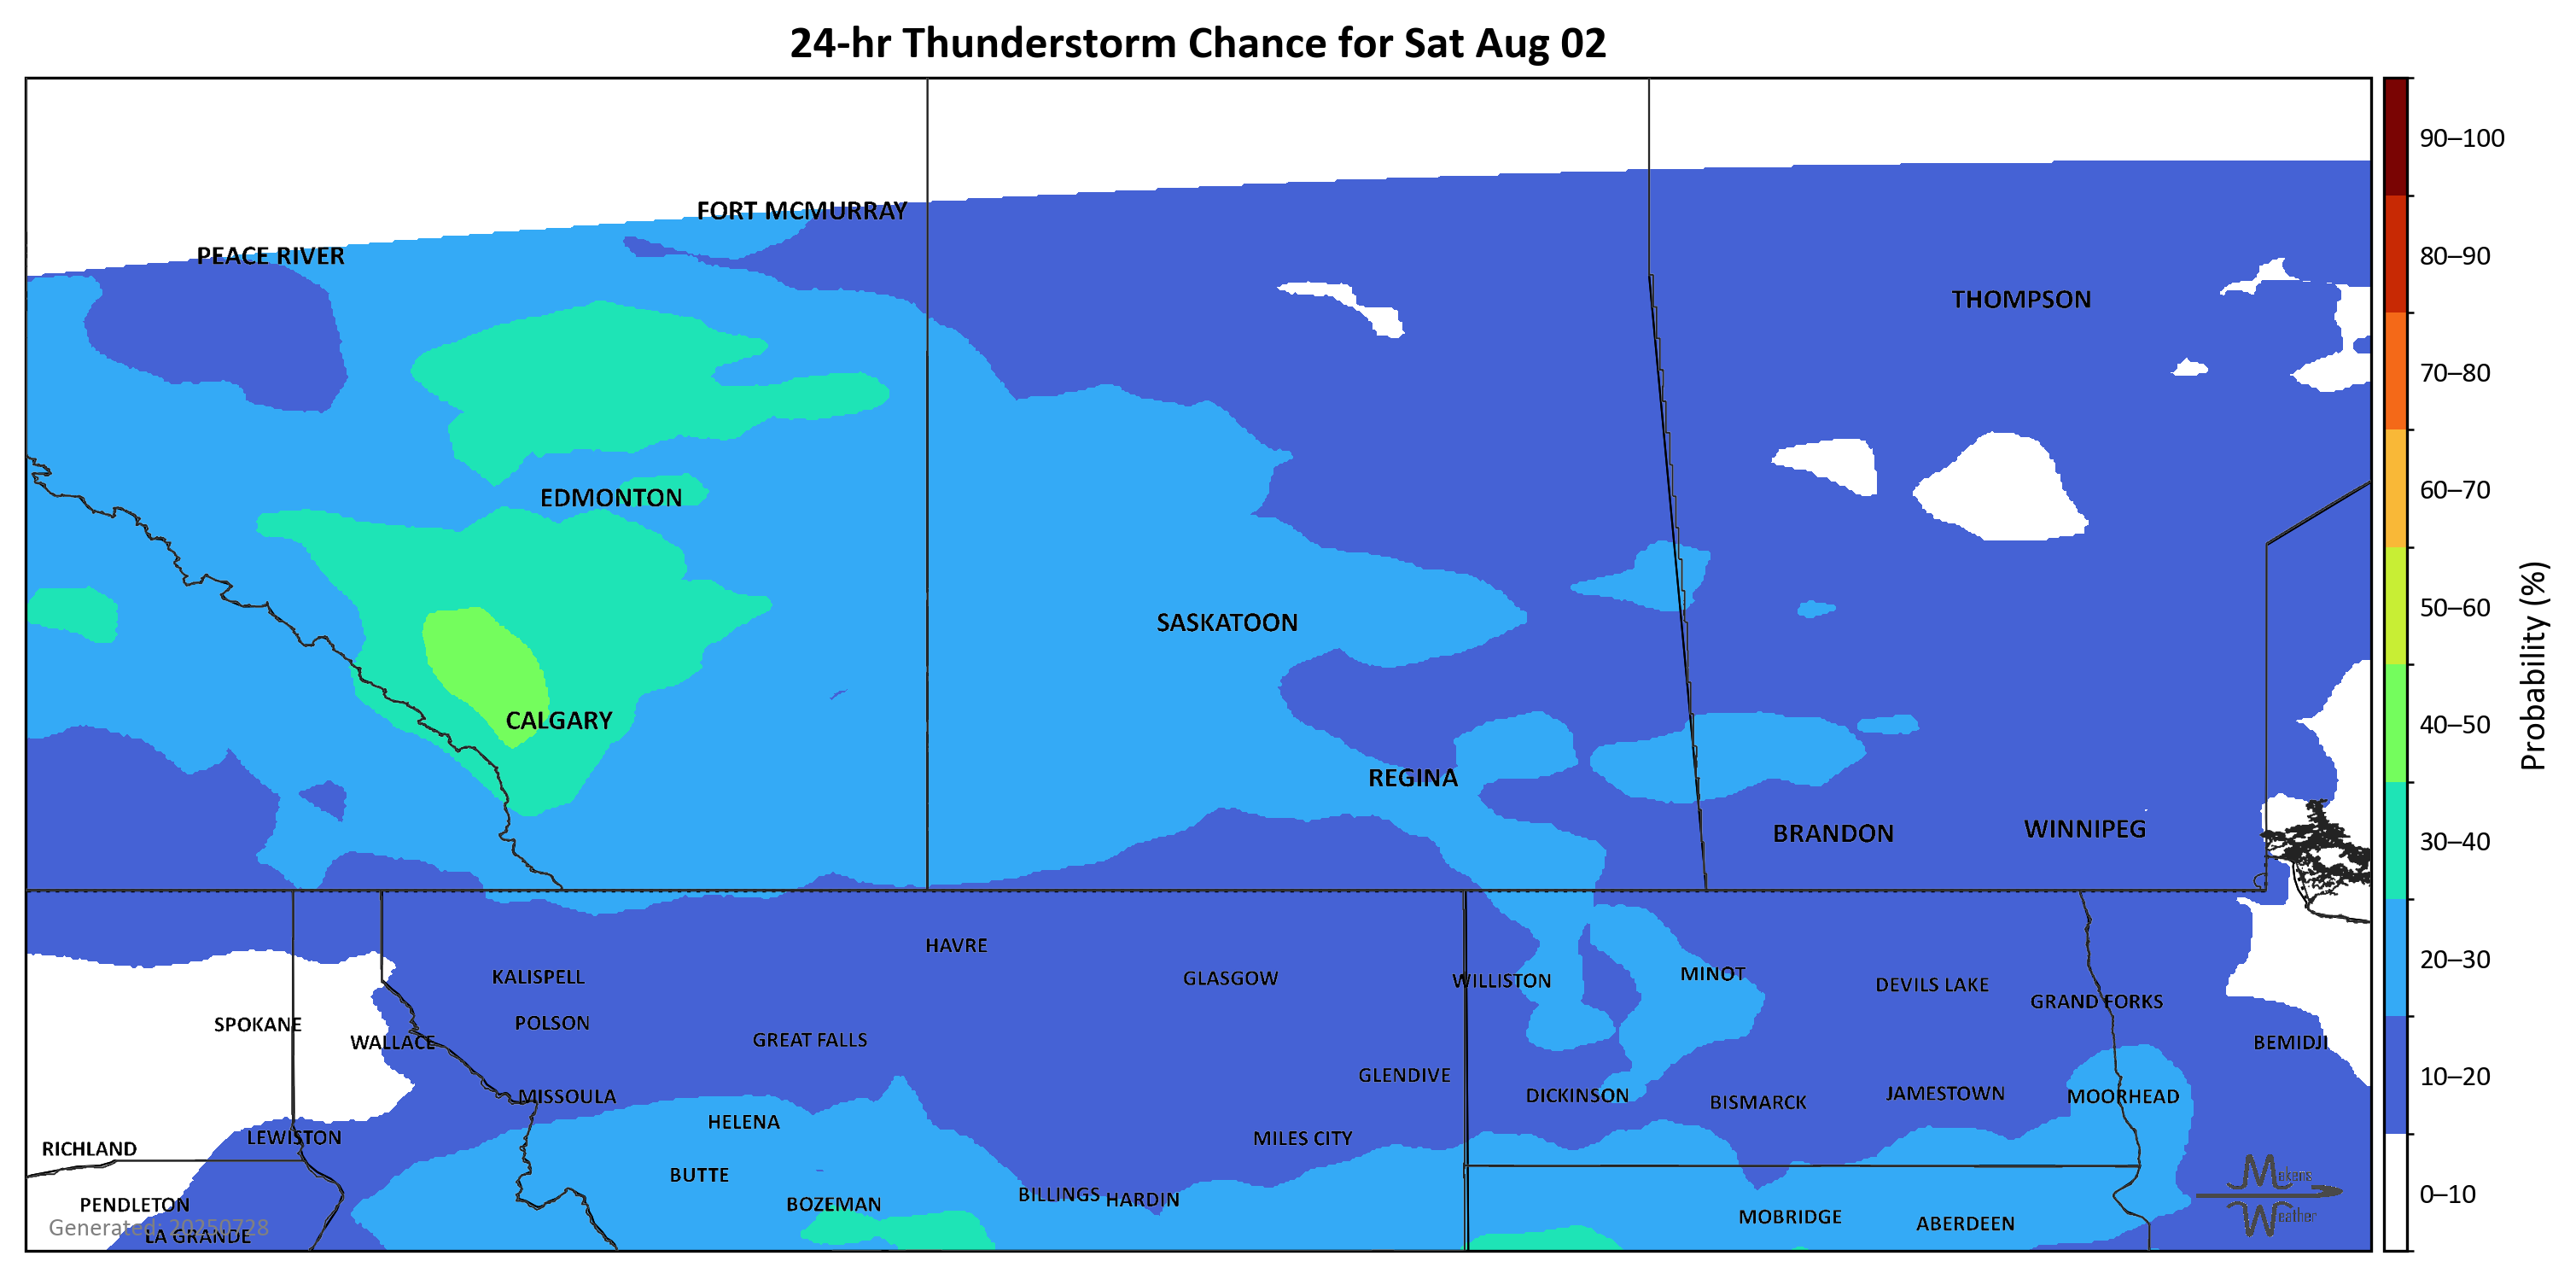 24-hr Thunderstorm Chance for Sat Aug 02
90–100
FORT MCMURRAY
PEACE RIVER
80–90
THOMPSON
70–80
60–70
EDMONTON
50–60
SASKATOON
Probability (%)
CALGARY
40–50
REGINA
BRANDON
WINNIPEG
30–40
HAVRE
20–30
KALISPELL
GLASGOW
WILLISTON
MINOT
DEVILS LAKE
GRAND FORKS
SPOKANE
POLSON
WALLACE
GREAT FALLS
BEMIDJI
GLENDIVE
10–20
MISSOULA
DICKINSON
BISMARCK
JAMESTOWN
MOORHEAD
HELENA
LEWISTON
MILES CITY
RICHLAND
BUTTE
Makens
0–10
PENDLETON
BOZEMAN
BILLINGS
HARDIN
MOBRIDGE
ABERDEEN
Weather
Generated: 20250728
LA GRANDE